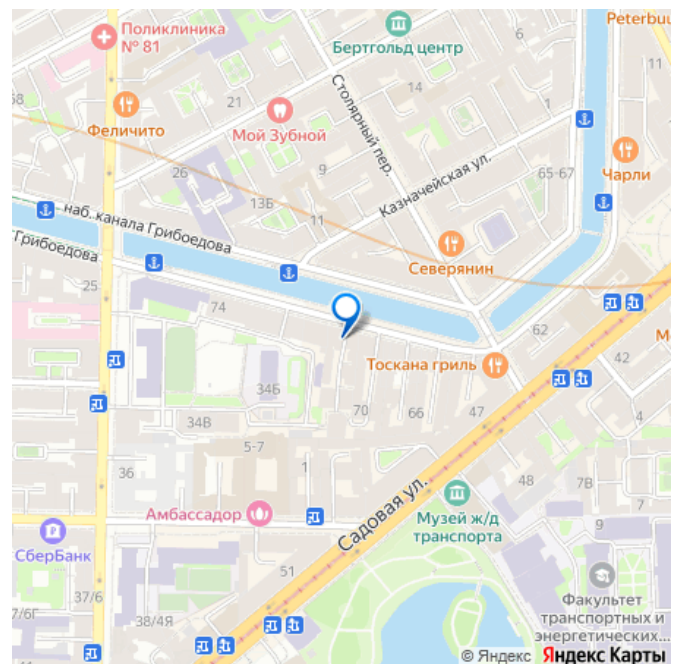 Поликлиника
№ 81
Бертгольд центр
Peterbu
11
68
21
14
Феличито
Мой Зубной
Столярный пер.
Чарли
26
9
65-67
13Б
Казначейская ул.
11
наб. канала Грибоедова
Северянин
Грибоедова
25
74
62
М
Тоскана гриль
42
34Б
70
66
47
34В
5-7
36
1
48
7В
Амбассадор
Садовая ул.
Музей ж/д
транспорта
9
СберБанк
51
Факультет
транспортных и
энергетических...
37/6
7/6Г
38/4Я
© Яндекс Яндекс Карты